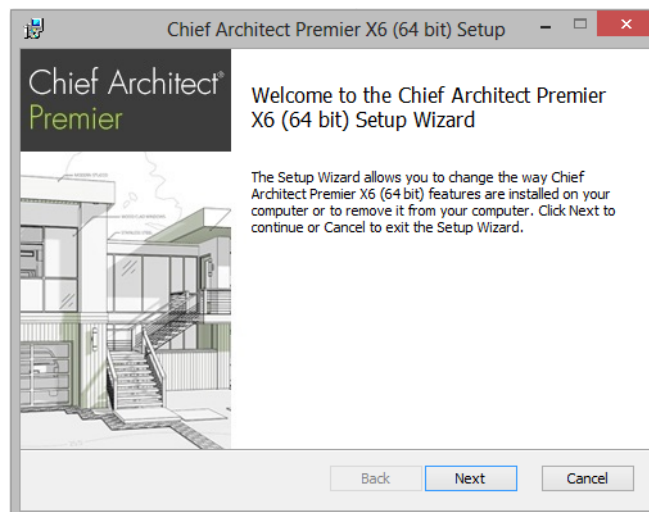 Chief Architect Premier X6 (64 bit) Setup
Chief Architect®
Premier
Welcome to the Chief Architect Premier
X6 (64 bit) Setup Wizard
The Setup Wizard allows you to change the way Chief
Architect Premier X6 (64 bit) features are installed on your
computer or to remove it from your computer. Click Next to
continue or Cancel to exit the Setup Wizard.
Back
Next
Cancel